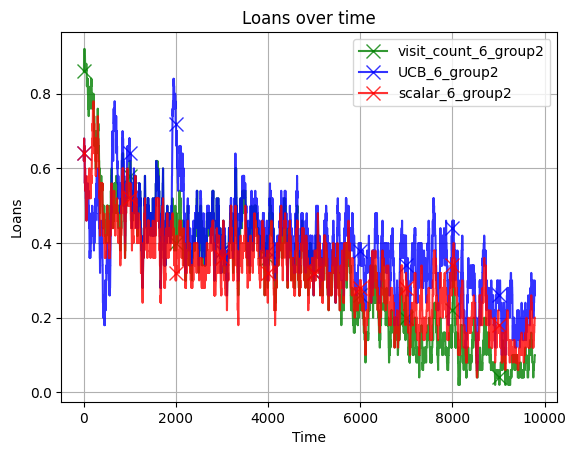 Loans over time
visit_count_6_group2
UCB_6_group2
scalar_6_group2
Loans
0.8
0.6
0.4
0.2
0.0
0 2000 4000 6000 8000 10000
Time